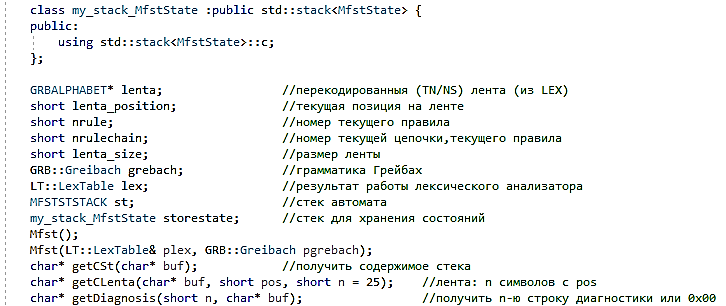 class my_stack_MfstState :public std::stack<MfstState> {
public:
using std::stack<MfstState>::c;
};
GRBALPHABET* lenta; //перекодированныя (TN/NS) лента (из LEX)
short lenta_position; //текущая позиция на ленте
short nrule; //номер текущего правила
short nrulechain; //номер текущей цепочки,текущего правила
short lenta_size; //размер ленты
GRB::Greibach grebach; //грамматика Грейбах
LT::LexTable lex; //результат работы лексического анализатора
MFSTSTSTACK st; //стек автомата
my_stack_MfstState storestate; //стек для хранения состояний
Mfst();
Mfst(LT::LexTable& plex, GRB::Greibach pgrebach);
char* getCSt(char* buf); //получить содержимое стека
char* getCLenta(char* buf, short pos, short n = 25); //лента: n символов с pos
char* getDiagnosis(short n, char* buf); //получить n-ю строку диагностики или 0x00